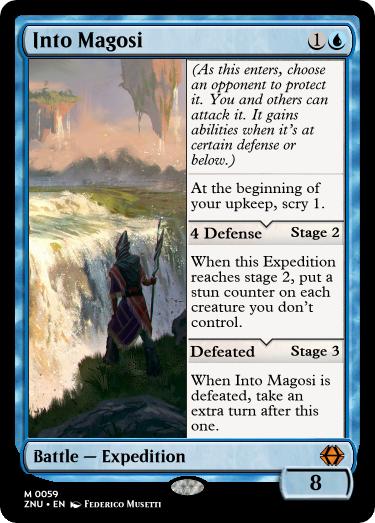 Into Magosi
1
(As this enters, choose
an opponent to protect
it. You and others can
attack it. It gains
abilities when it's at
certain defense or
below.)
At the beginning of
your upkeep, scry 1.
4 Defense Stage 2
When this Expedition
reaches stage 2, put a
stun counter on each
creature you don't
control.
Defeated Stage 3
When Into Magosi is
defeated, take an
extra turn after this
one.
Battle — Expedition
8
M 0059
ZNU • EN Federico Musetti